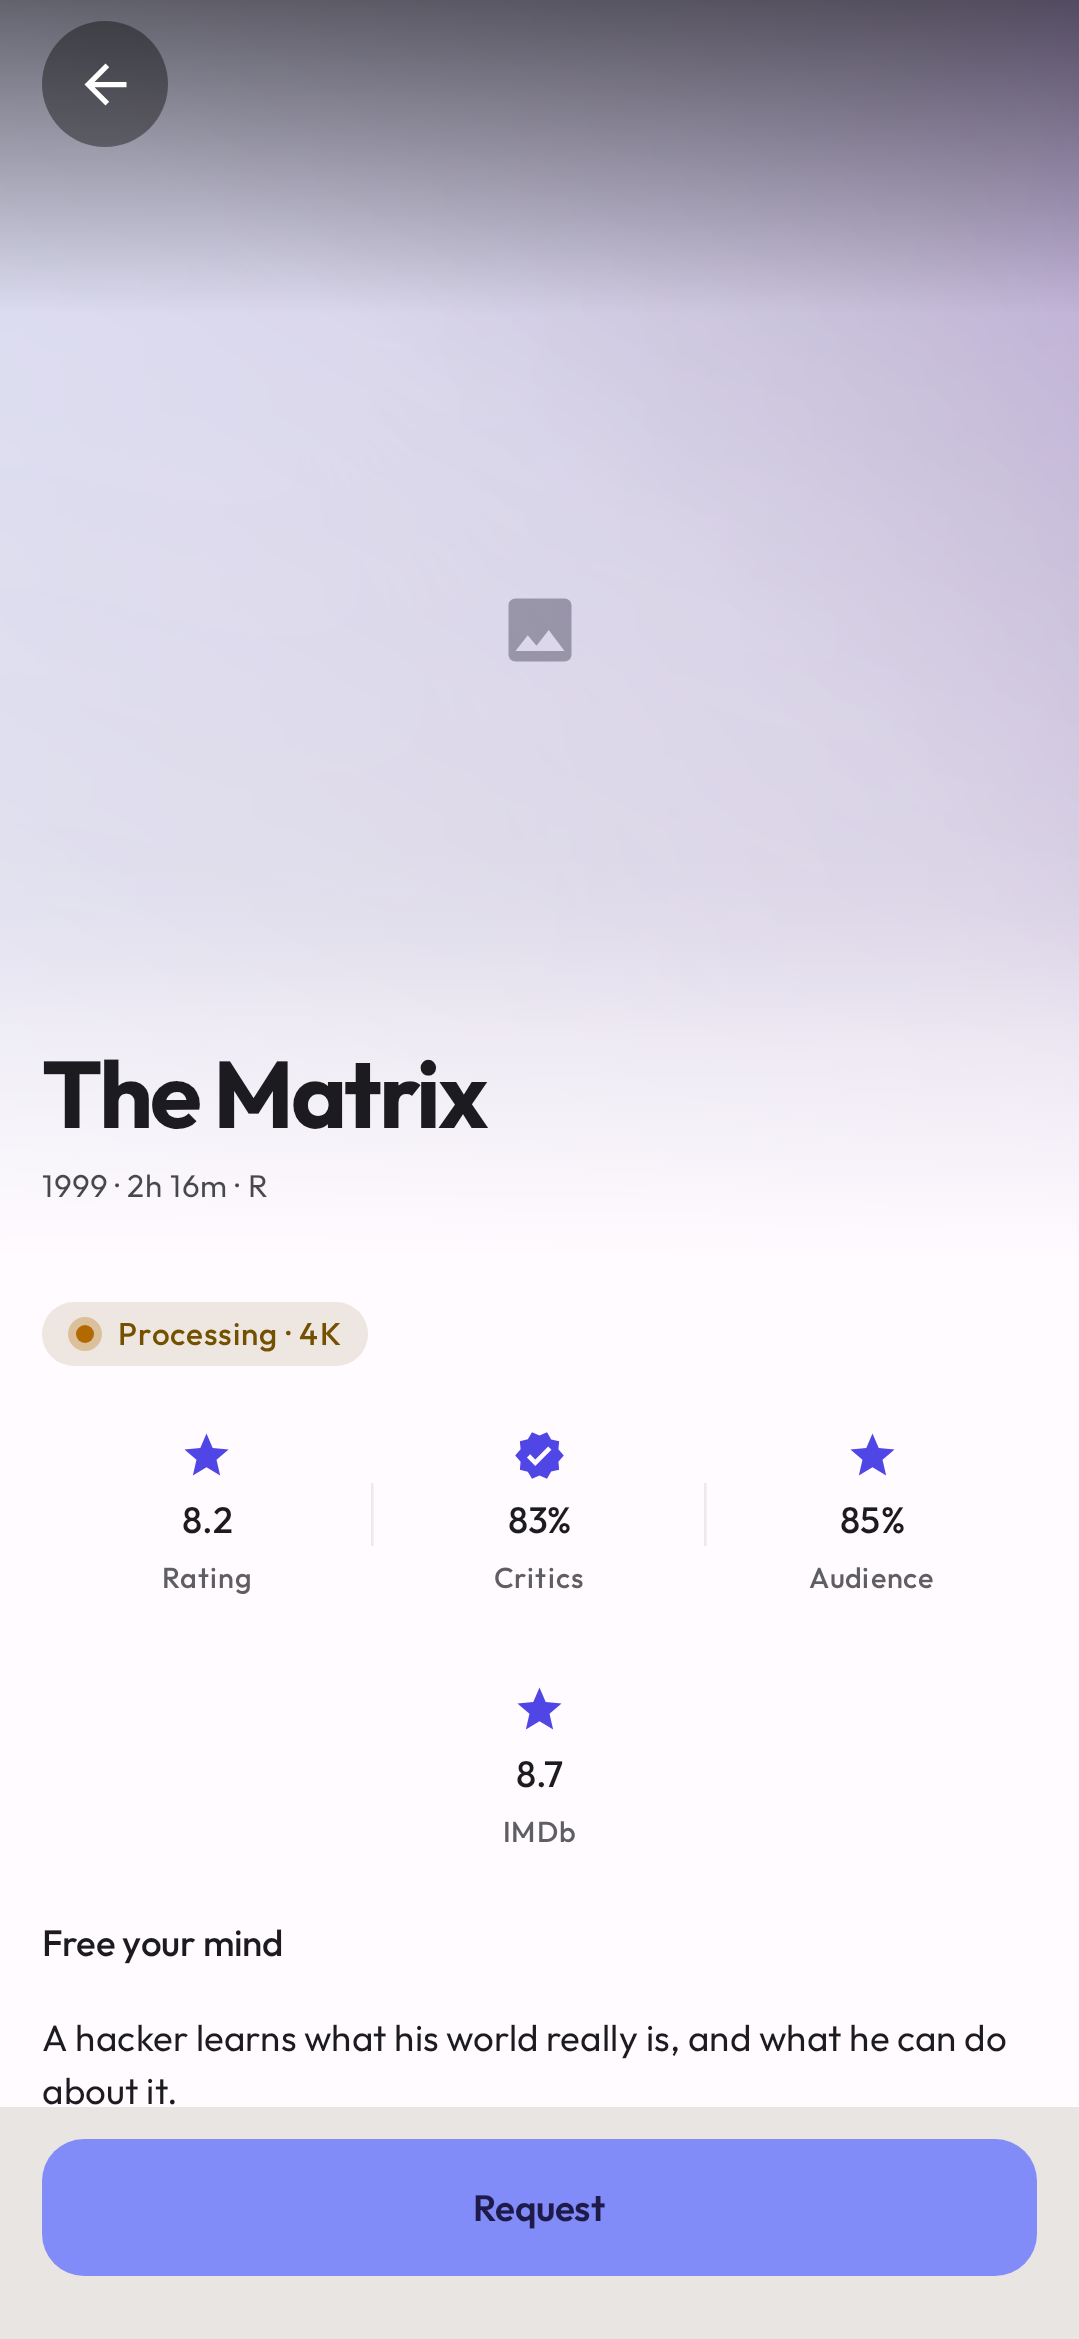 The Matrix
1999 · 2h 16m · R
Processing · 4K
8.2
Rating
83%
Critics
85%
Audience
8.7
IMDb
Free your mind
A hacker learns what his world really is, and what he can do
about it.
Request